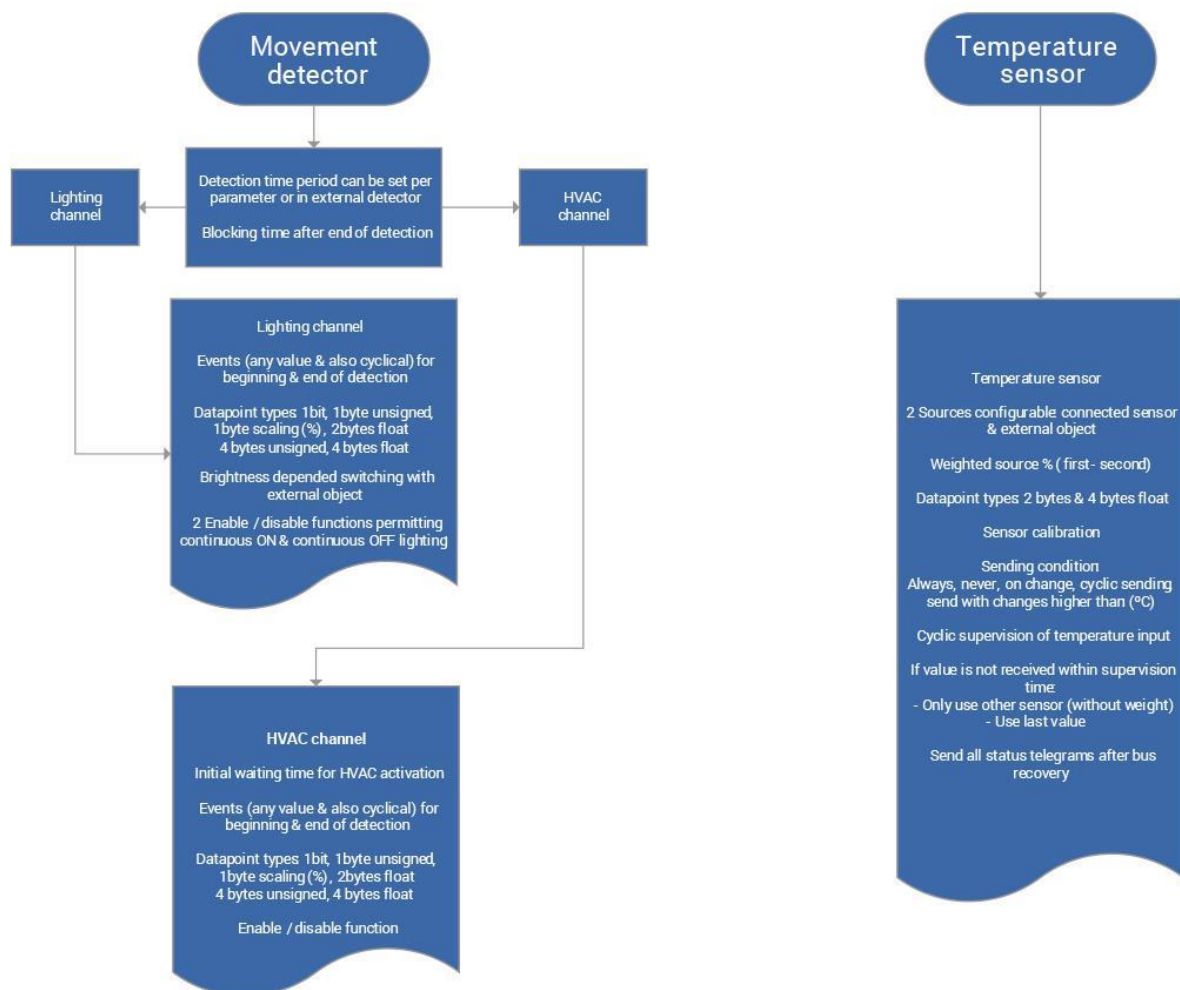 Movement
detector
Detection time period can be set per
parameter or in external detector
Blocking time after end of detection
Lighting
channel
HVAC
channel
Lighting channel
Events (any value & also cyclical) for
beginning & end of detection
Datapoint types: 1bit, 1byte unsigned,
1byte scaling (%), 2bytes float
4 bytes unsigned, 4 bytes float
Brightness depended switching with
external object
2 Enable / disable functions permitting
continuous ON & continuous OFF lighting
HVAC channel
Initial waiting time for HVAC activation
Events (any value & also cyclical) for
beginning & end of detection
Datapoint types: 1bit, 1byte unsigned,
1byte scaling (%), 2bytes float
4 bytes unsigned, 4 bytes float
Enable / disable function
Temperature
sensor
Temperature sensor
2 Sources configurable: connected sensor
& external object
Weighted source % ( first- second)
Datapoint types: 2 bytes & 4 bytes float
Sensor calibration
Sending condition:
Always, never, on change, cyclic sending
send with changes higher than (ºC)
Cyclic supervision of temperature input
If value is not received within supervision
time:
- Only use other sensor (without weight)
- Use last value
Send all status telegrams after bus
recovery